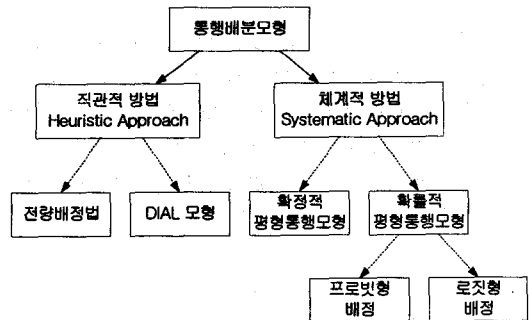 통행배분모형
직관적 방법
Heuristic Approach
체계적 방법
Systematic Approach
전량배정법
DIAL 모형
확정적
평형통행모형
확률적
평형통행모형
프로빗형
배정
로짓형
배정